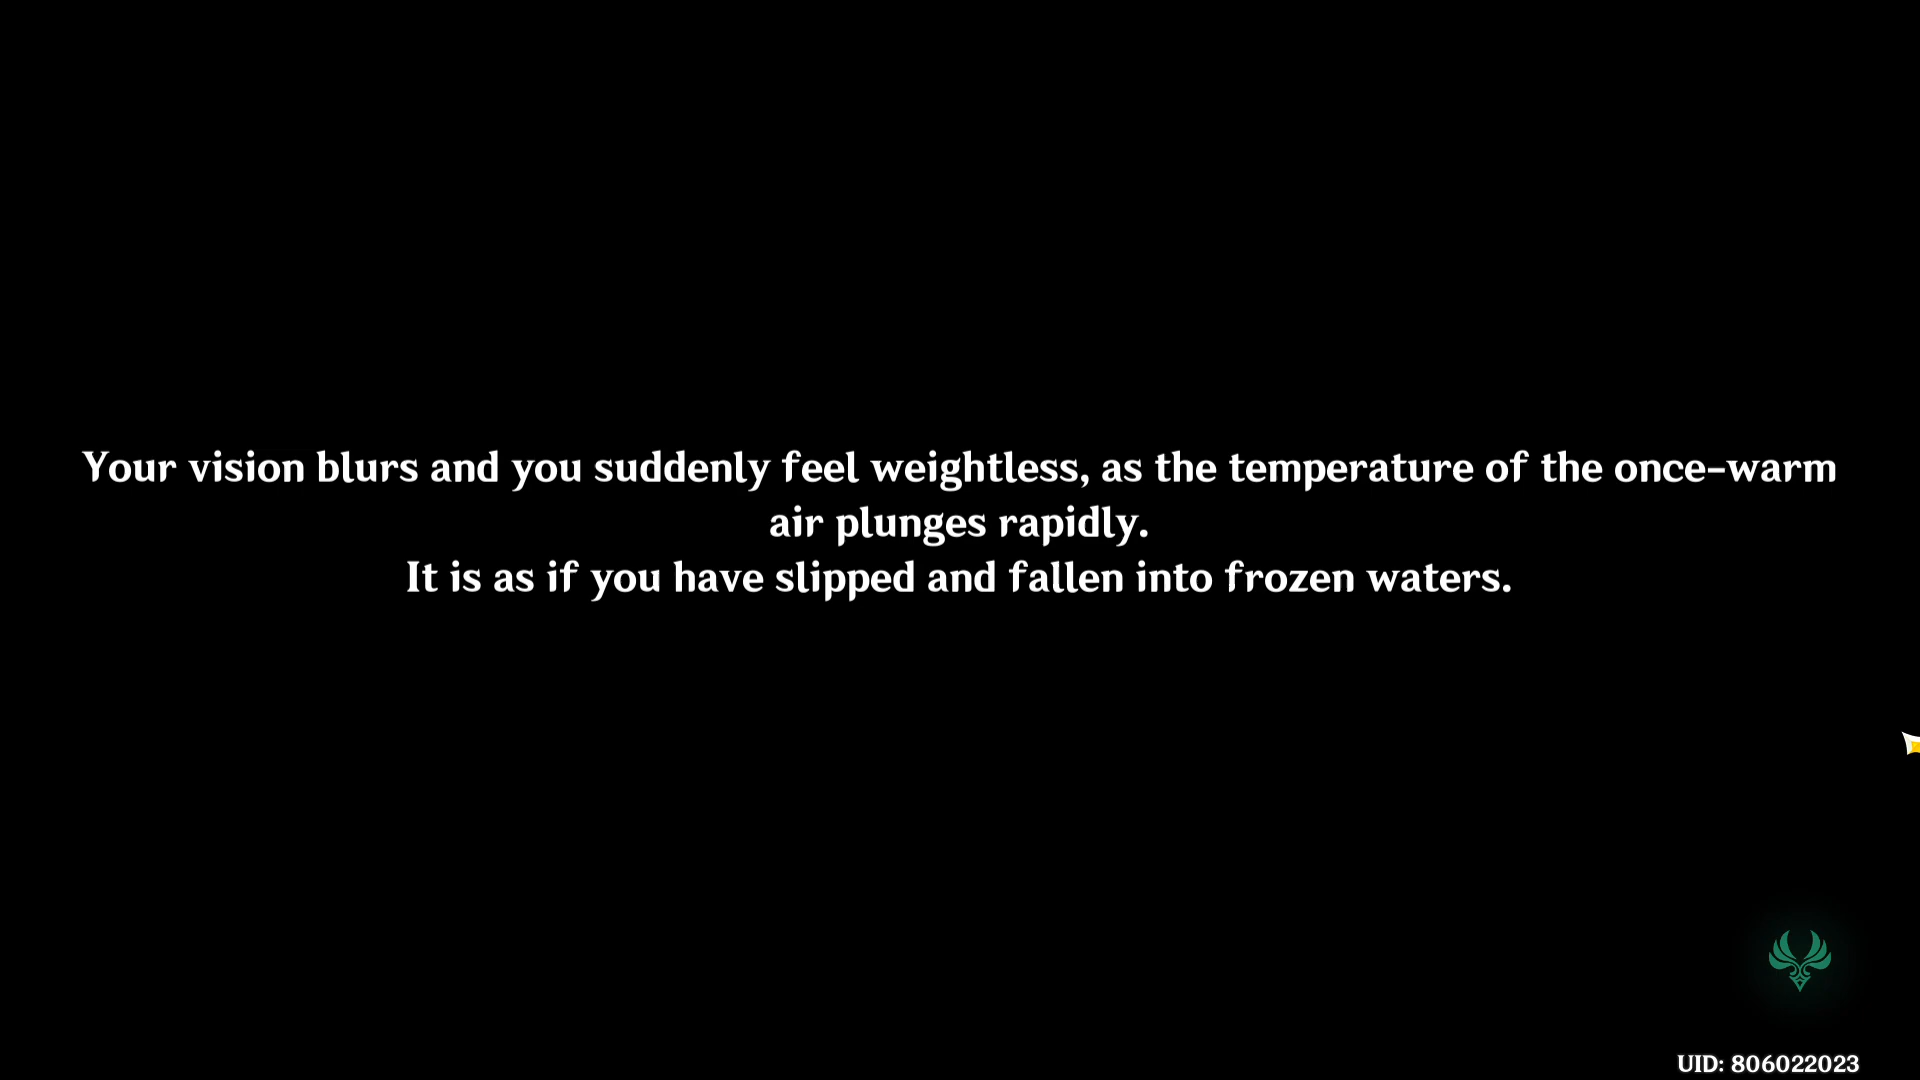 Your vision blurs and you suddenly feel weightless, as the temperature of the once-warm
air plunges rapidly.
It is as if you have slipped and fallen into frozen waters.
UID: 806022023